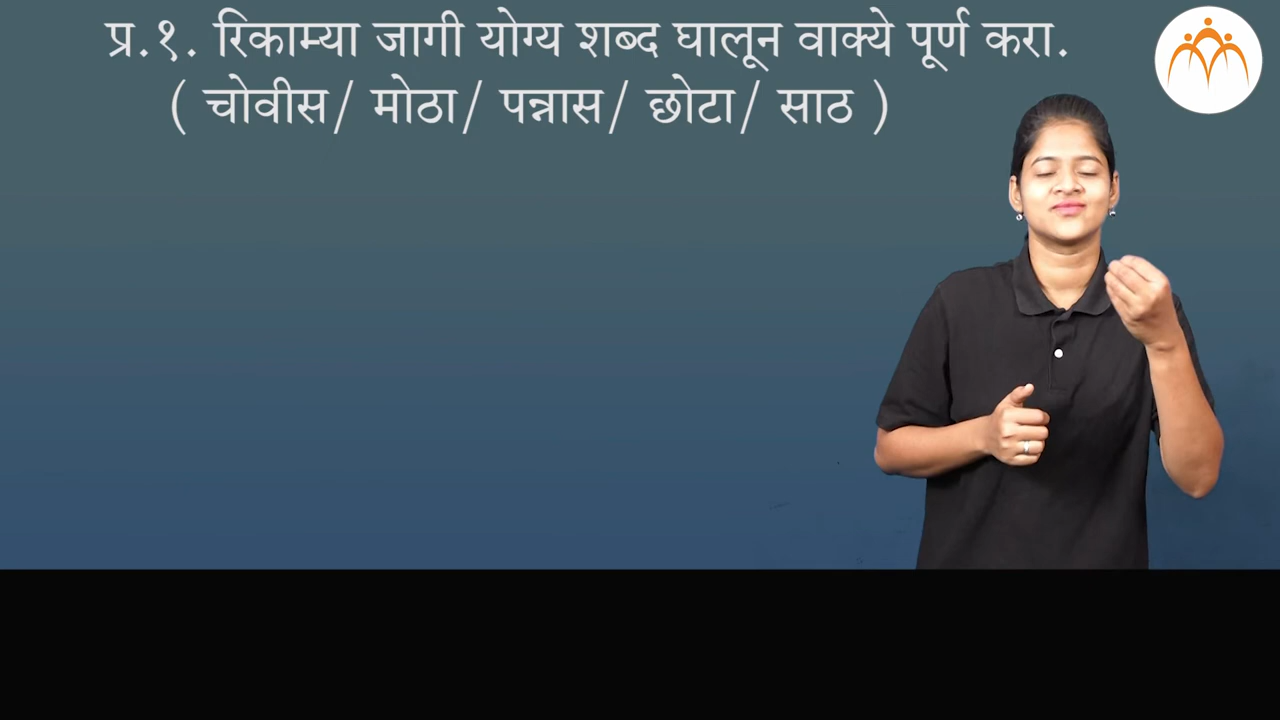 प्र.१. रिकाम्या जागी योग्य शब्द घालून वाक्ये पूर्ण करा.
( चोवीस/ मोठा/ पन्नास/ छोटा/ साठ )